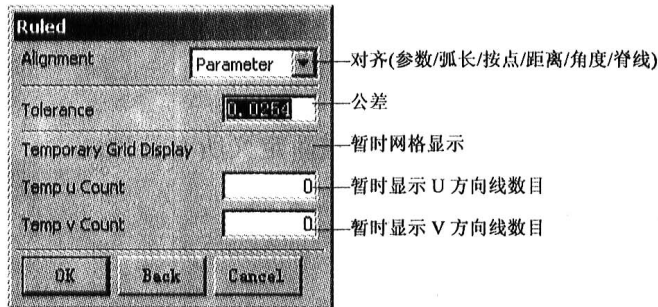 Ruled
Alignment Parameter 对齐(参数/弧长/按点/距离/角度/脊线)
Tolerance 0.0254 公差
Temporary Grid Display 暂时网格显示
Temp u Count 0 暂时显示 U 方向线数目
Temp v Count 0 暂时显示 V 方向线数目
OK Back Cancel